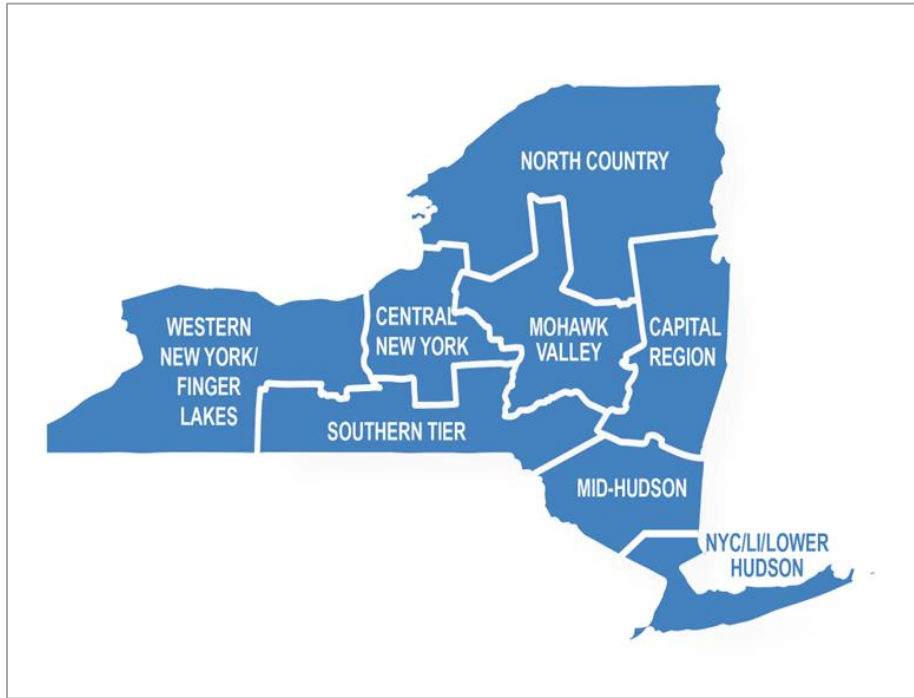 NORTH COUNTRY
WESTERN
NEW YORK/
FINGER
LAKES
CENTRAL
NEW YORK
MOHAWK
VALLEY
CAPITAL
REGION
SOUTHERN TIER
MID-HUDSON
NYC/LI/LOWER
HUDSON